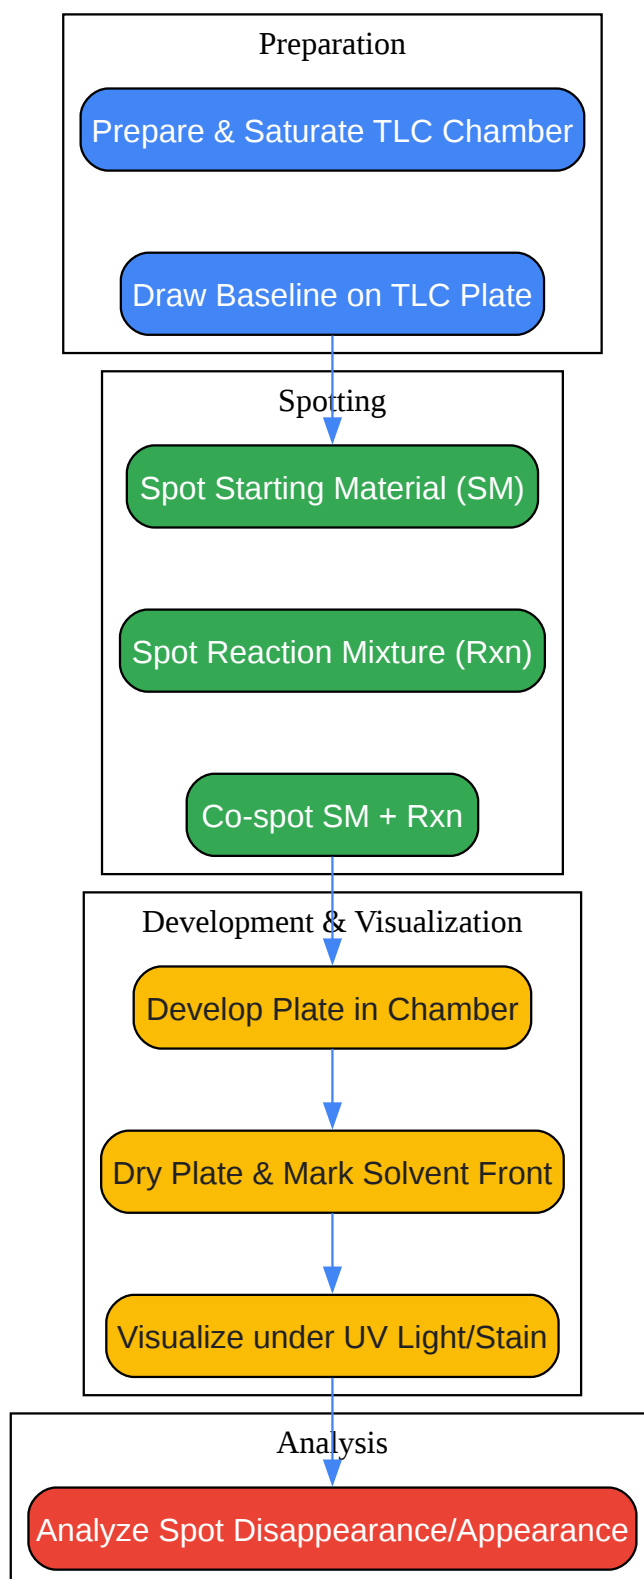 Preparation
Prepare & Saturate TLC Chamber
Draw Baseline on TLC Plate
Spotting
Spot Starting Material (SM)
Spot Reaction Mixture (Rxn)
Co-spot SM + Rxn
Development & Visualization
Develop Plate in Chamber
Dry Plate & Mark Solvent Front
Visualize under UV Light/Stain
Analysis
Analyze Spot Disappearance/Appearance